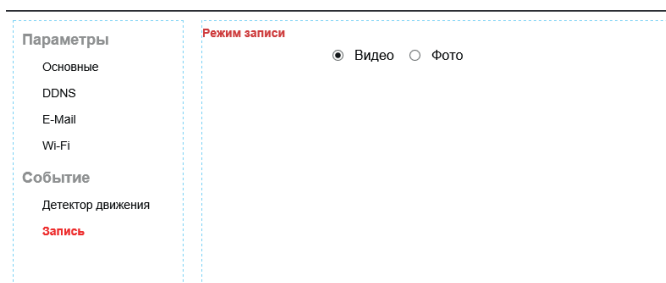 Параметры
Основные
DDNS
E-Mail
Wi-Fi
Событие
Детектор движения
Запись
Режим записи
Видео Фото